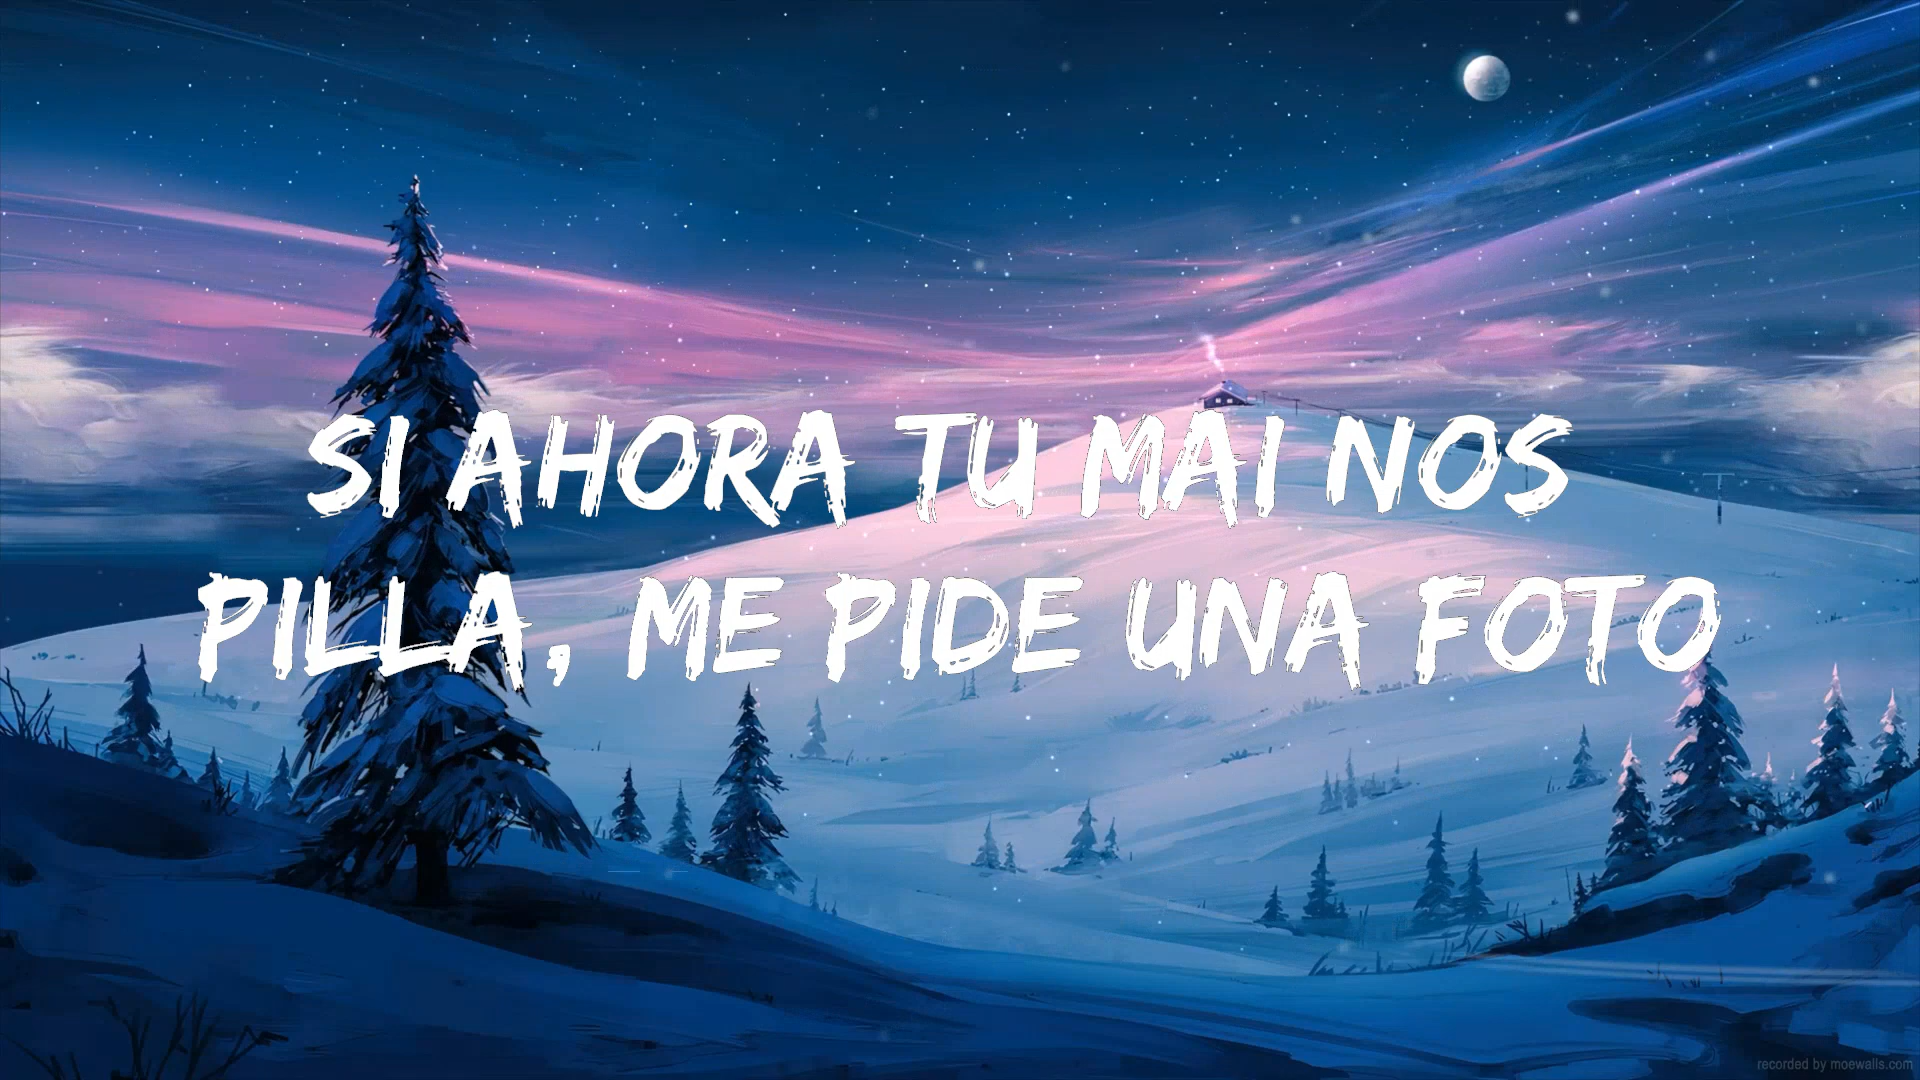 SI AHORA TU MAI NOS
PILLA, ME PIDE UNA FOTO
recorded by moewalls.com